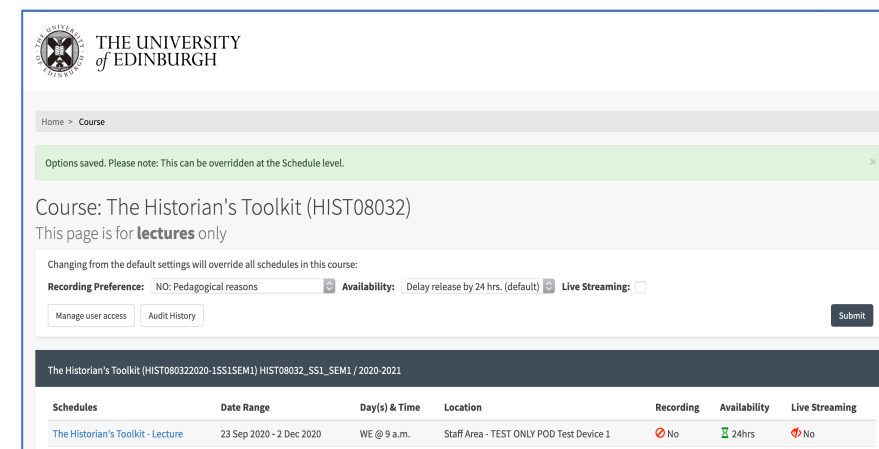 THE UNIVERSITY
of EDINBURGH
Home > Course
Options saved. Please note: This can be overridden at the Schedule level. ×
Course: The Historian's Toolkit (HIST08032)
This page is for lectures only
Changing from the default settings will override all schedules in this course:
Recording Preference: NO: Pedagogical reasons Availability: Delay release by 24 hrs. (default) Live Streaming:
Manage user access Audit History Submit
The Historian's Toolkit (HIST080322020-1SS1SEM1) HIST08032_SS1_SEM1 / 2020-2021
Schedules Date Range Day(s) & Time Location Recording Availability Live Streaming
The Historian's Toolkit - Lecture 23 Sep 2020 - 2 Dec 2020 WE @ 9 a.m. Staff Area - TEST ONLY POD Test Device 1 No 24hrs No